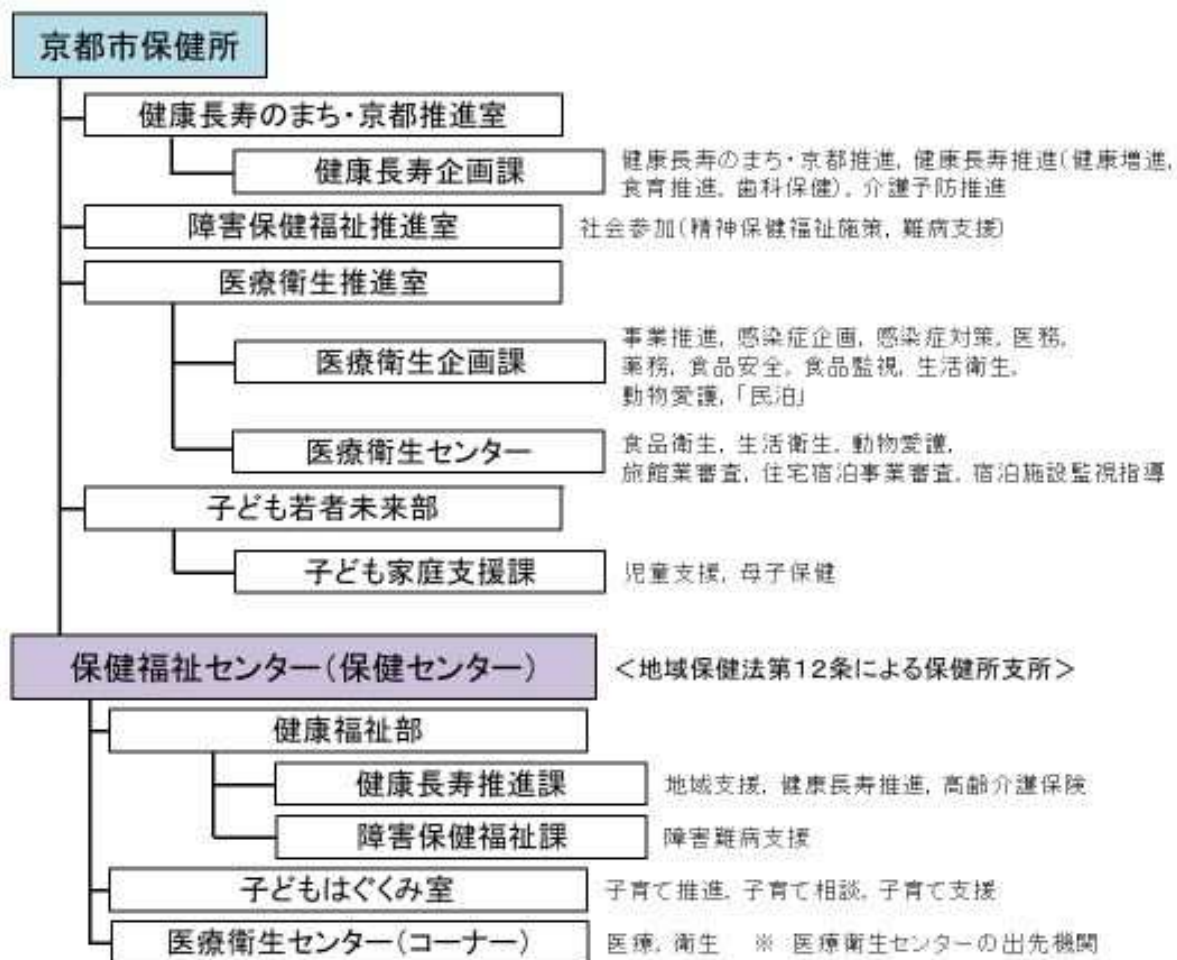 京都市保健所
健康長寿のまち・京都推進室
健康長寿企画課
健康長寿のまち・京都推進, 健康長寿推進(健康増進,
食育推進, 歯科保健), 介護予防推進
障害保健福祉推進室
社会参加(精神保健福祉施策, 難病支援)
医療衛生推進室
医療衛生企画課
事業推進, 感染症企画, 感染症対策, 医務,
薬務, 食品安全, 食品監視, 生活衛生,
動物愛護, 「民泊」
医療衛生センター
食品衛生, 生活衛生, 動物愛護,
旅館業審査, 住宅宿泊事業審査, 宿泊施設監視指導
子ども若者未来部
子ども家庭支援課
児童支援, 母子保健
保健福祉センター(保健センター)
<地域保健法第12条による保健所支所>
健康福祉部
健康長寿推進課
地域支援, 健康長寿推進, 高齢介護保険
障害保健福祉課
障害難病支援
子どもはぐくみ室
子育て推進, 子育て相談, 子育て支援
医療衛生センター(コーナー)
医療, 衛生 ※ 医療衛生センターの出先機関